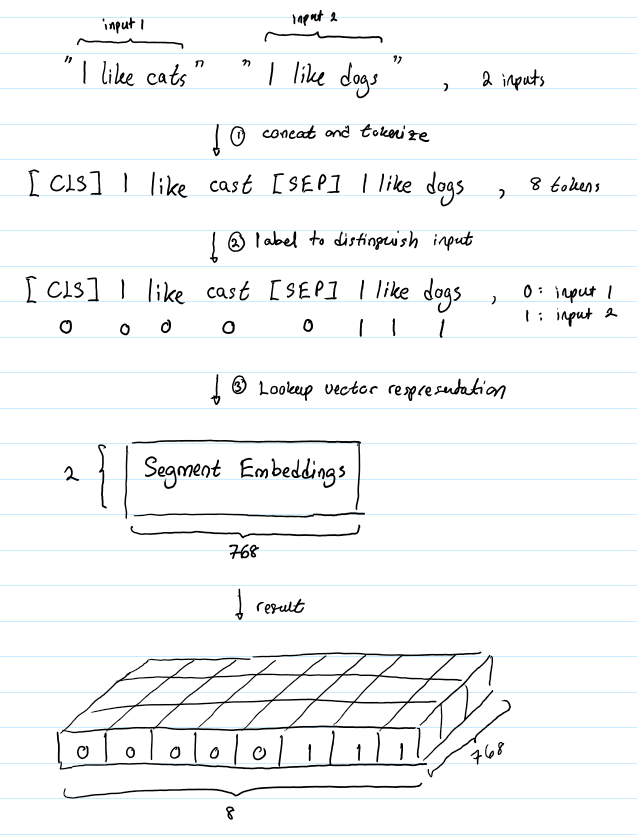 input 1 input 2
"I like cats" "I like dogs", 2 inputs
① concat and tokenize
[CLS] I like cast [SEP] I like dogs, 8 tokens
② label to distinguish input
[CLS] I like cast [SEP] I like dogs, 0: input 1
0 0 0 0 0 1 1 1 1: input 2
③ Lookup vector respresentation
2 { Segment Embeddings
768
result
0 0 0 0 0 1 1 1
768
8